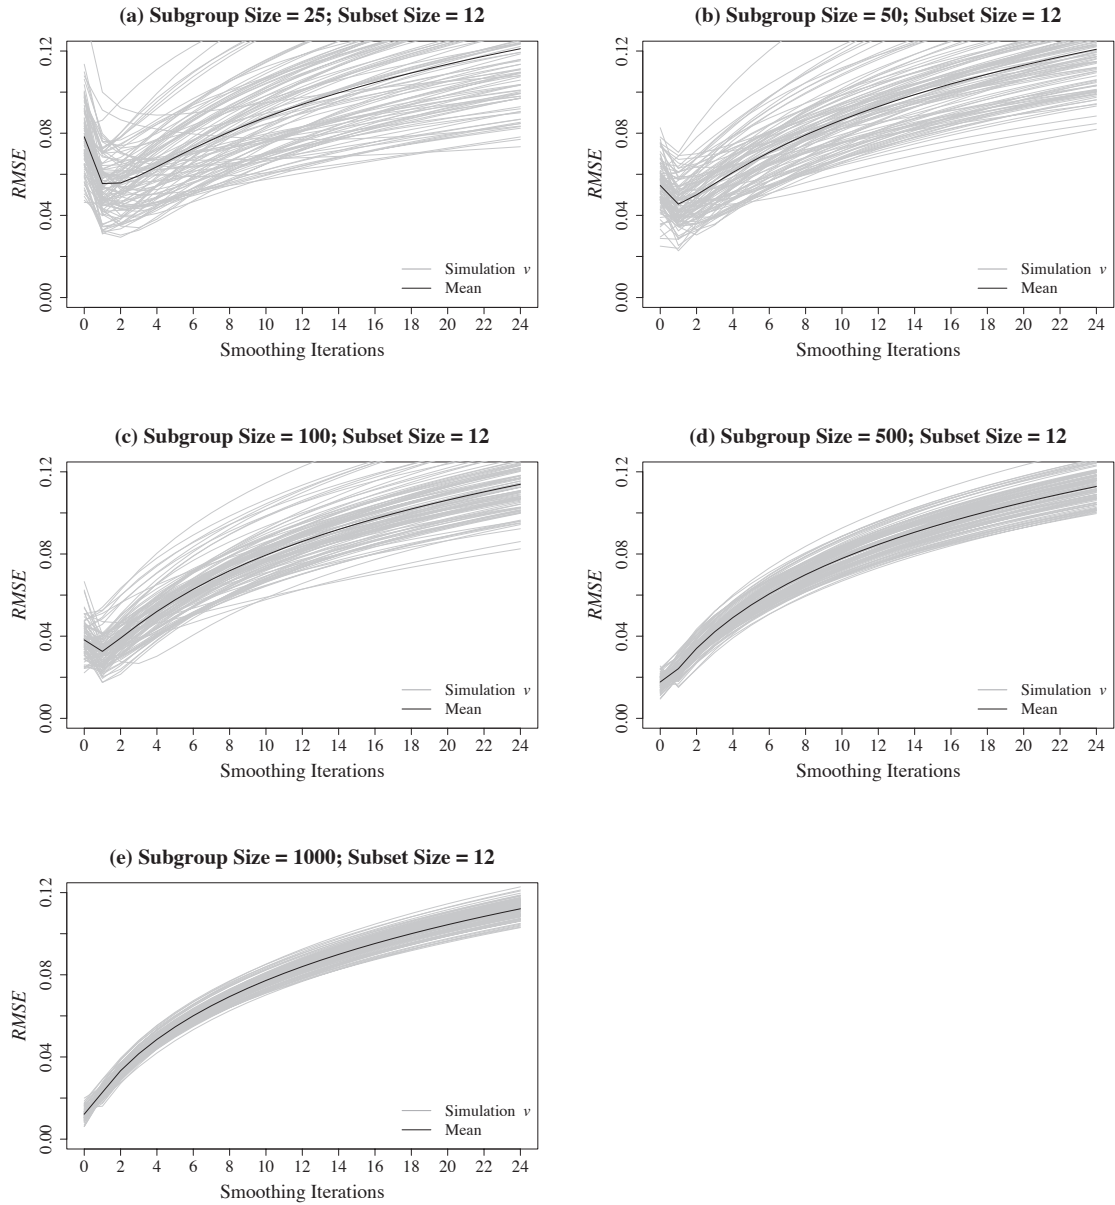 (a) Subgroup Size = 25; Subset Size = 12
0.12
0.08
0.04
0.00
RMSE
Simulation v
Mean
0 2 4 6 8 10 12 14 16 18 20 22 24
Smoothing Iterations
(b) Subgroup Size = 50; Subset Size = 12
0.12
0.08
0.04
0.00
RMSE
Simulation v
Mean
0 2 4 6 8 10 12 14 16 18 20 22 24
Smoothing Iterations
(c) Subgroup Size = 100; Subset Size = 12
0.12
0.08
0.04
0.00
RMSE
Simulation v
Mean
0 2 4 6 8 10 12 14 16 18 20 22 24
Smoothing Iterations
(d) Subgroup Size = 500; Subset Size = 12
0.12
0.08
0.04
0.00
RMSE
Simulation v
Mean
0 2 4 6 8 10 12 14 16 18 20 22 24
Smoothing Iterations
(e) Subgroup Size = 1000; Subset Size = 12
0.12
0.08
0.04
0.00
RMSE
Simulation v
Mean
0 2 4 6 8 10 12 14 16 18 20 22 24
Smoothing Iterations